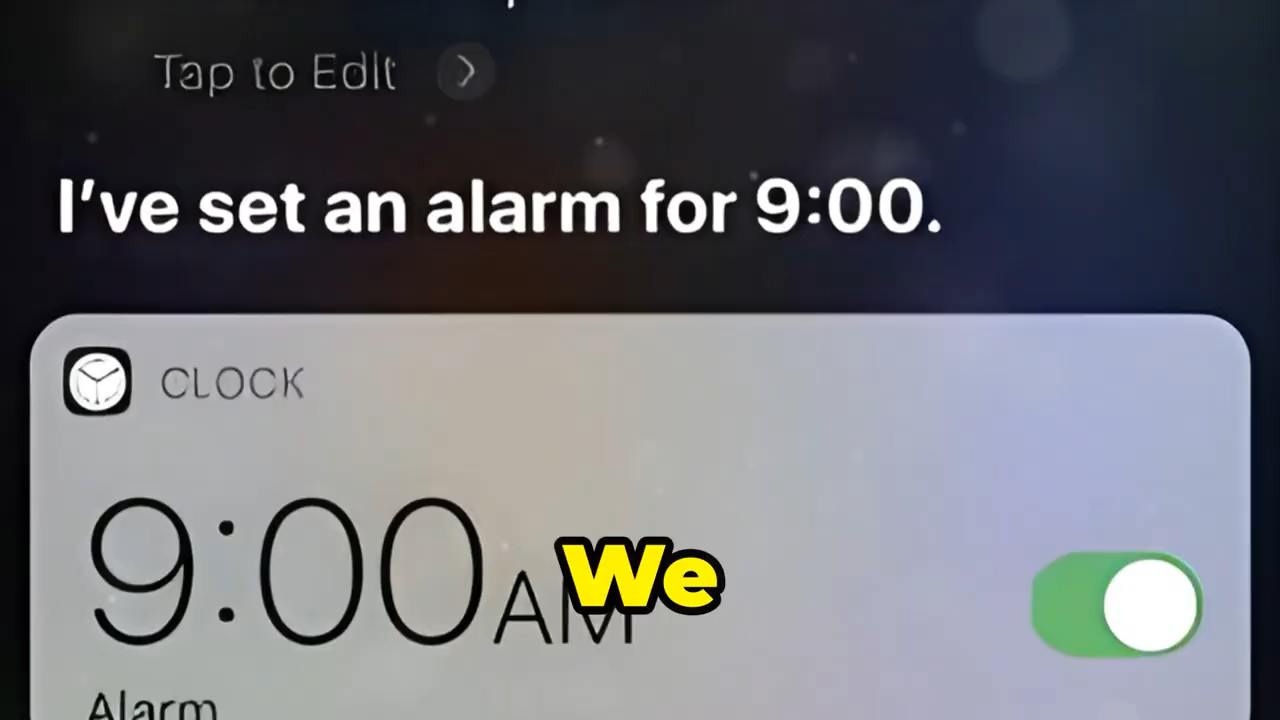 Tap to Edit
I've set an alarm for 9:00.
CLOCK
9:00AM
We
Alarm